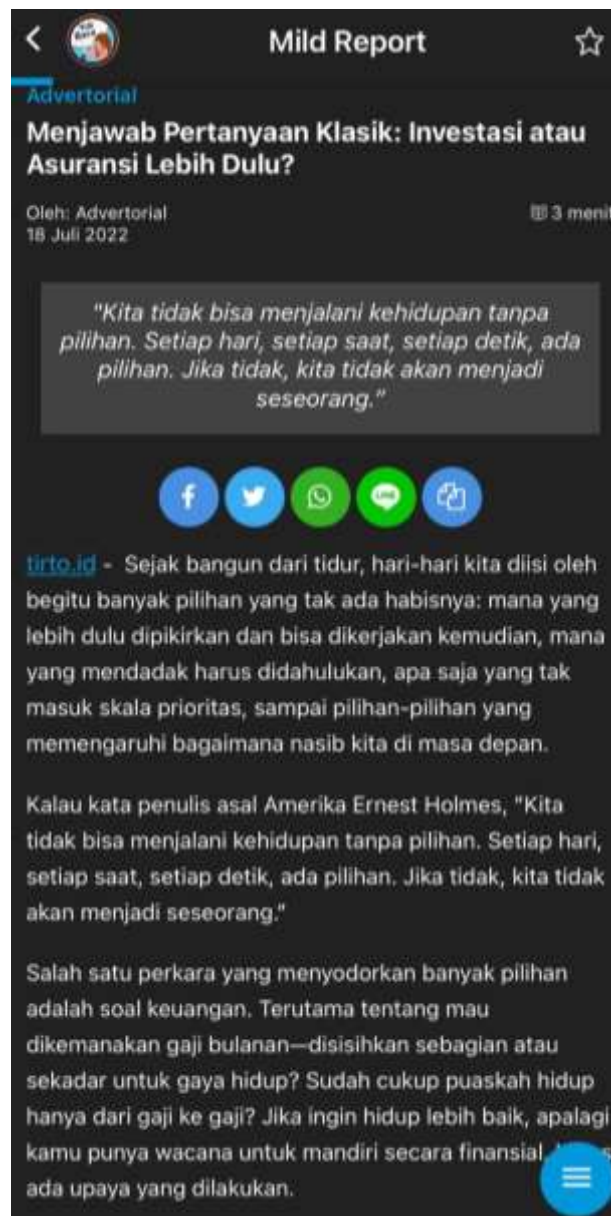 Mild Report
Advertorial
Menjawab Pertanyaan Klasik: Investasi atau
Asuransi Lebih Dulu?
Oleh: Advertorial
3 menit
18 Juli 2022
"Kita tidak bisa menjalani kehidupan tanpa
pilihan. Setiap hari, setiap saat, setiap detik, ada
pilihan. Jika tidak, kita tidak akan menjadi
seseorang."
tirto.id - Sejak bangun dari tidur, hari-hari kita diisi oleh
begitu banyak pilihan yang tak ada habisnya: mana yang
lebih dulu dipikirkan dan bisa dikerjakan kemudian, mana
yang mendadak harus didahulukan, apa saja yang tak
masuk skala prioritas, sampai pilihan-pilihan yang
memengaruhi bagaimana nasib kita di masa depan.
Kalau kata penulis asal Amerika Ernest Holmes, "Kita
tidak bisa menjalani kehidupan tanpa pilihan. Setiap hari,
setiap saat, setiap detik, ada pilihan. Jika tidak, kita tidak
akan menjadi seseorang."
Salah satu perkara yang menyodorkan banyak pilihan
adalah soal keuangan. Terutama tentang mau
dikemanakan gaji bulanan—disisihkan sebagian atau
sekadar untuk gaya hidup? Sudah cukup puaskah hidup
hanya dari gaji ke gaji? Jika ingin hidup lebih baik, apalagi
kamu punya wacana untuk mandiri secara finansial
ada upaya yang dilakukan.